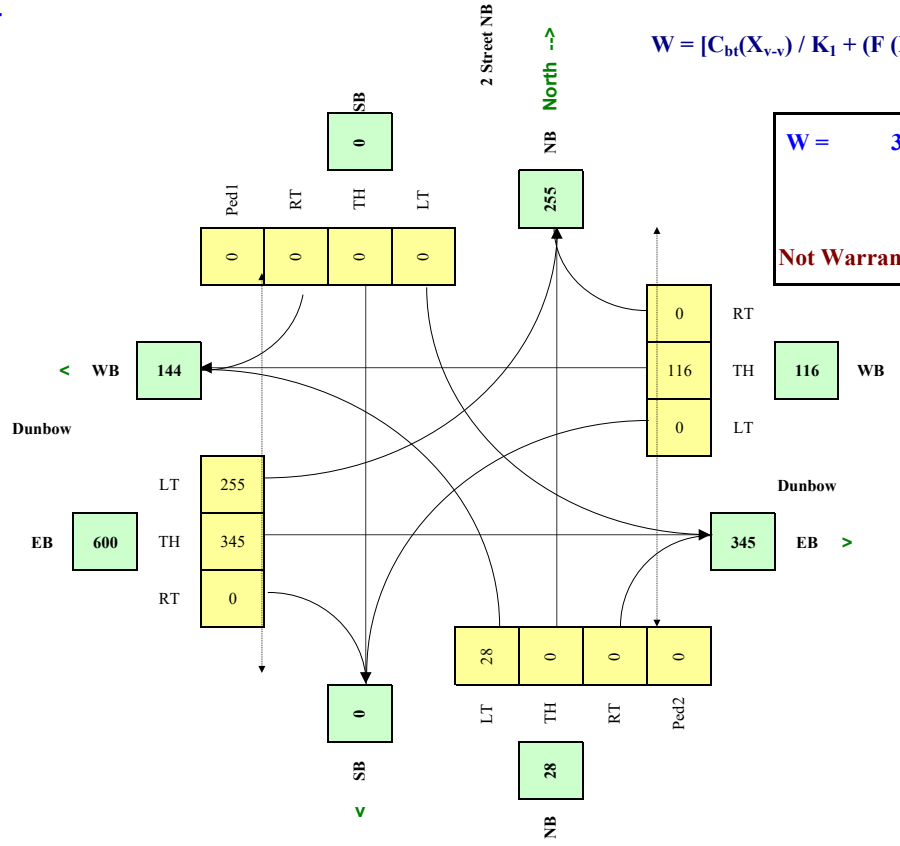 2 Street NB
North -->
W = [Cbt(Xv-v) / K1 + (F (
SB
0
NB
255
W = 3
Not Warran
Ped1
RT
TH
LT
0
0
0
0
0
RT
< WB
144
116
TH
116
WB
0
LT
Dunbow
LT
255
Dunbow
EB
600
TH
345
345
EB >
RT
0
28
0
0
0
LT
TH
RT
Ped2
0
SB
v
28
NB